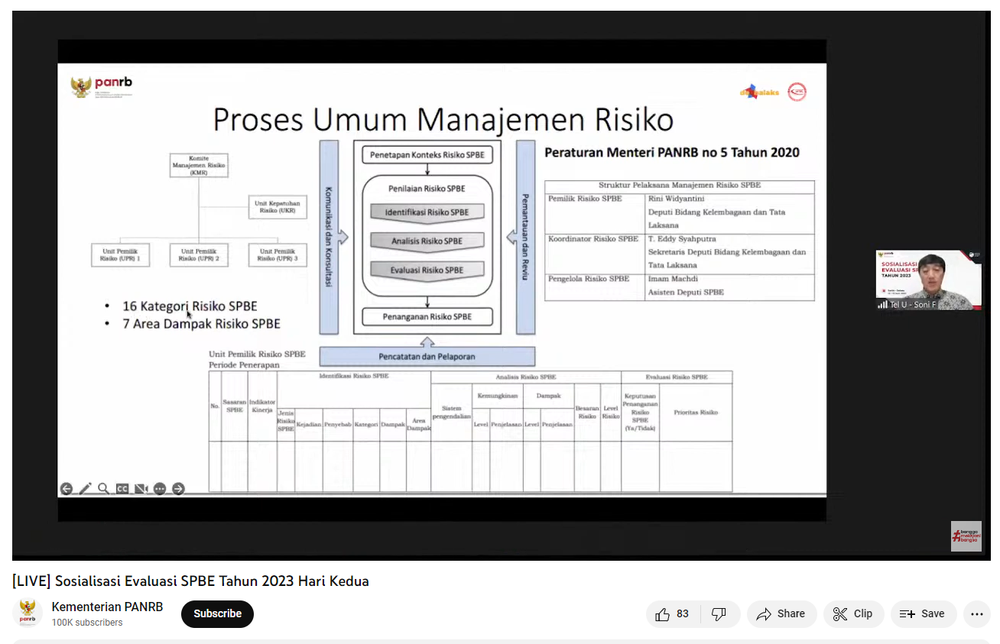 panrb
Proses Umum Manajemen Risiko
Komite
Manajemen Risiko
(KMR)
Unit Kepatuhan
Risiko (UKR)
Unit Pemilik
Risiko (UPR) 1
Unit Pemilik
Risiko (UPR) 2
Unit Pemilik
Risiko (UPR) 3
• 16 Kategori Risiko SPBE
• 7 Area Dampak Risiko SPBE
Komunikasi dan Konsultasi
Penetapan Konteks Risiko SPBE
Penilaian Risiko SPBE
Identifikasi Risiko SPBE
Analisis Risiko SPBE
Evaluasi Risiko SPBE
Penanganan Risiko SPBE
Pemantauan dan Reviu
Pencatatan dan Pelaporan
Peraturan Menteri PANRB no 5 Tahun 2020
Struktur Pelaksana Manajemen Risiko SPBE
Pemilik Risiko SPBE
Rini Widyantini
Deputi Bidang Kelembagaan dan Tata
Laksana
Koordinator Risiko SPBE
T. Eddy Syahputra
Sekretaris Deputi Bidang Kelembagaan dan
Tata Laksana
Pengelola Risiko SPBE
Imam Machdi
Asisten Deputi SPBE
Unit Pemilik Risiko SPBE
Periode Penerapan
No.
Sasaran
SPBE
Indikator
Kinerja
Identifikasi Risiko SPBE
Jenis
Risiko
SPBE
Kejadian
Penyebab
Kategori
Dampak
Area
Dampak
Analisis Risiko SPBE
Sistem
pengendalian
Kemungkinan
Level
Penjelasan
Dampak
Level
Penjelasan
Besaran
Risiko
Level
Risiko
Evaluasi Risiko SPBE
Keputusan
Penanganan
Risiko
SPBE
(Ya/Tidak)
Prioritas Risiko
CC
panrb
SOSIALISASI
EVALUASI
TAHUN 2023
Tel U - Soni F
#bangga
melayani
bangsa
[LIVE] Sosialisasi Evaluasi SPBE Tahun 2023 Hari Kedua
panrb
Kementerian PANRB
100K subscribers
Subscribe
83
Share
Clip
Save